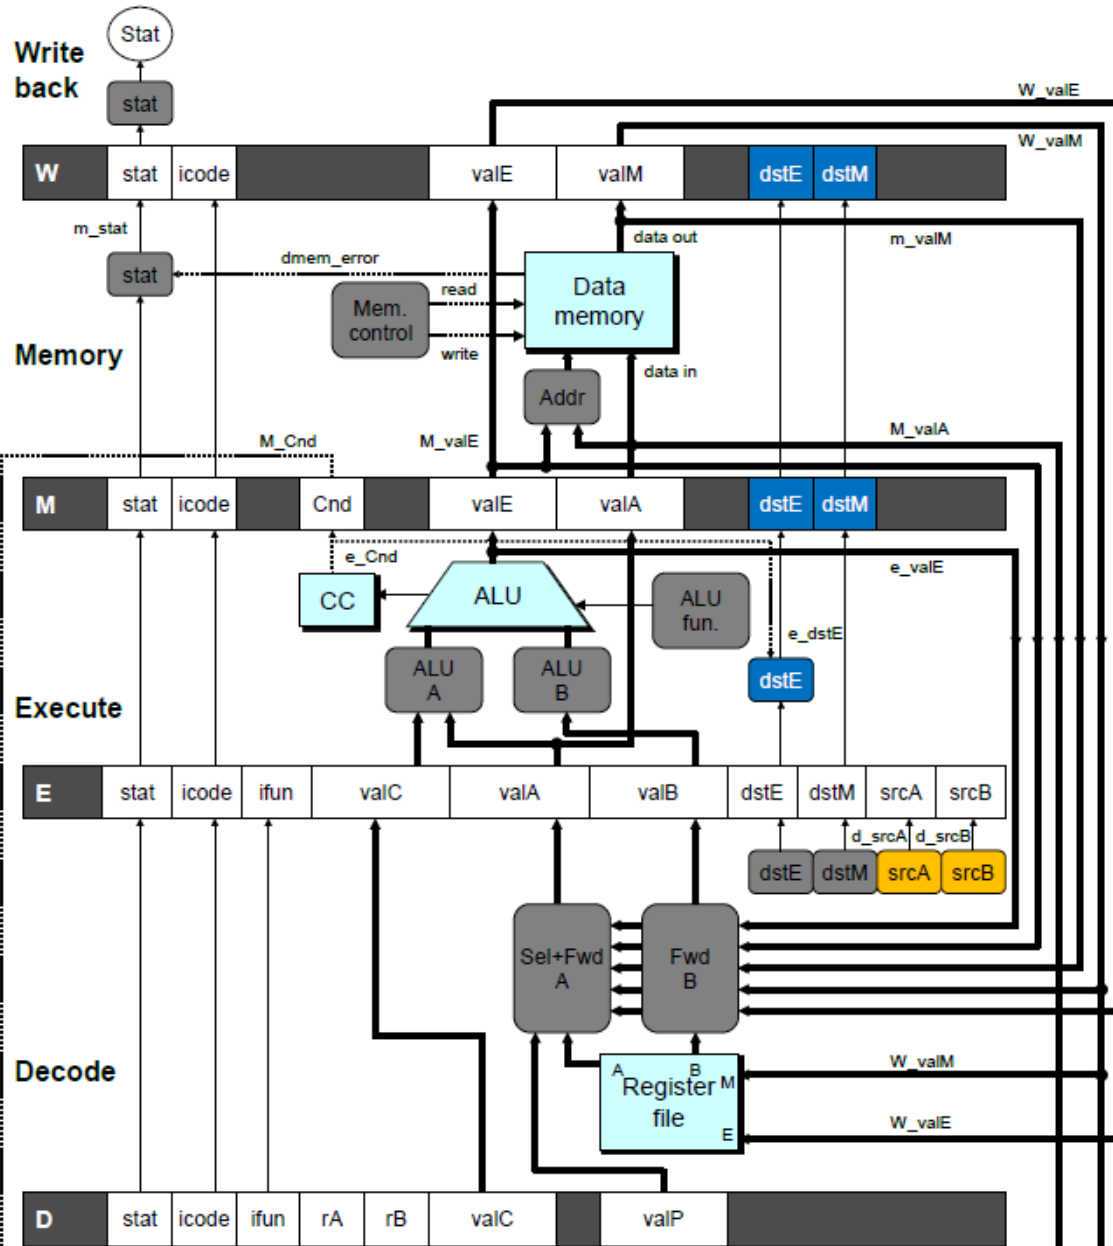 Stat
Write
back
stat
W_valE
W_valM
W
stat
icode
valE
valM
dstE
dstM
m_stat
data out
m_valM
dmem_error
stat
read
Data
memory
Mem.
control
write
Memory
data in
Addr
M_Cnd
M_valE
M_valA
M
stat
icode
Cnd
valE
valA
dstE
dstM
e_Cnd
e_valE
CC
ALU
ALU
fun.
e_dstE
ALU
A
ALU
B
dstE
Execute
E
stat
icode
ifun
valC
valA
valB
dstE
dstM
srcA
srcB
d_srcA
d_srcB
dstE
dstM
srcA
srcB
Sel+Fwd
A
Fwd
B
Decode
A
B
Register
file
M
E
W_valM
W_valE
D
stat
icode
ifun
rA
rB
valC
valP